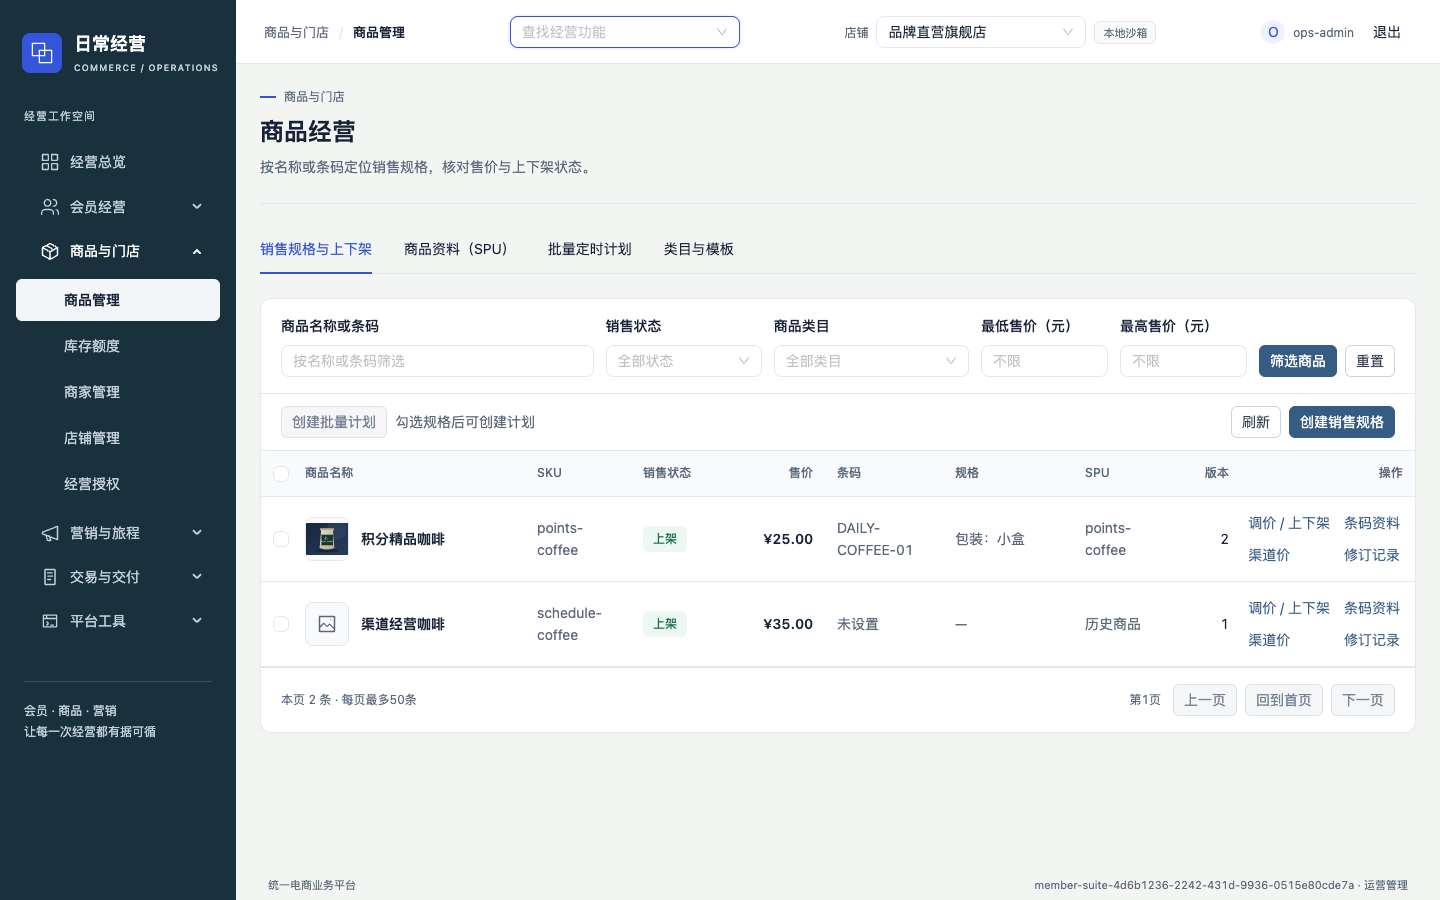 日常经营
COMMERCE / OPERATIONS
经营工作空间
经营总览
会员经营
商品与门店
商品管理
库存额度
商家管理
店铺管理
经营授权
营销与旅程
交易与交付
平台工具
会员 · 商品 · 营销
让每一次经营都有据可循
商品与门店 / 商品管理
查找经营功能
店铺 品牌直营旗舰店 本地沙箱
O ops-admin 退出
商品与门店
商品经营
按名称或条码定位销售规格，核对售价与上下架状态。
销售规格与上下架 商品资料（SPU） 批量定时计划 类目与模板
商品名称或条码 销售状态 商品类目 最低售价（元） 最高售价（元）
按名称或条码筛选 全部状态 全部类目 不限 不限 筛选商品 重置
创建批量计划 勾选规格后可创建计划 刷新 创建销售规格
商品名称 SKU 销售状态 售价 条码 规格 SPU 版本 操作
积分精品咖啡 points-coffee 上架 ¥25.00 DAILY-COFFEE-01 包装：小盒 points-coffee 2 调价 / 上下架 条码资料
渠道价 修订记录
渠道经营咖啡 schedule-coffee 上架 ¥35.00 未设置 — 历史商品 1 调价 / 上下架 条码资料
渠道价 修订记录
本页 2 条 · 每页最多50条 第1页 上一页 回到首页 下一页
统一电商业务平台 member-suite-4d6b1236-2242-431d-9936-0515e80cde7a · 运营管理